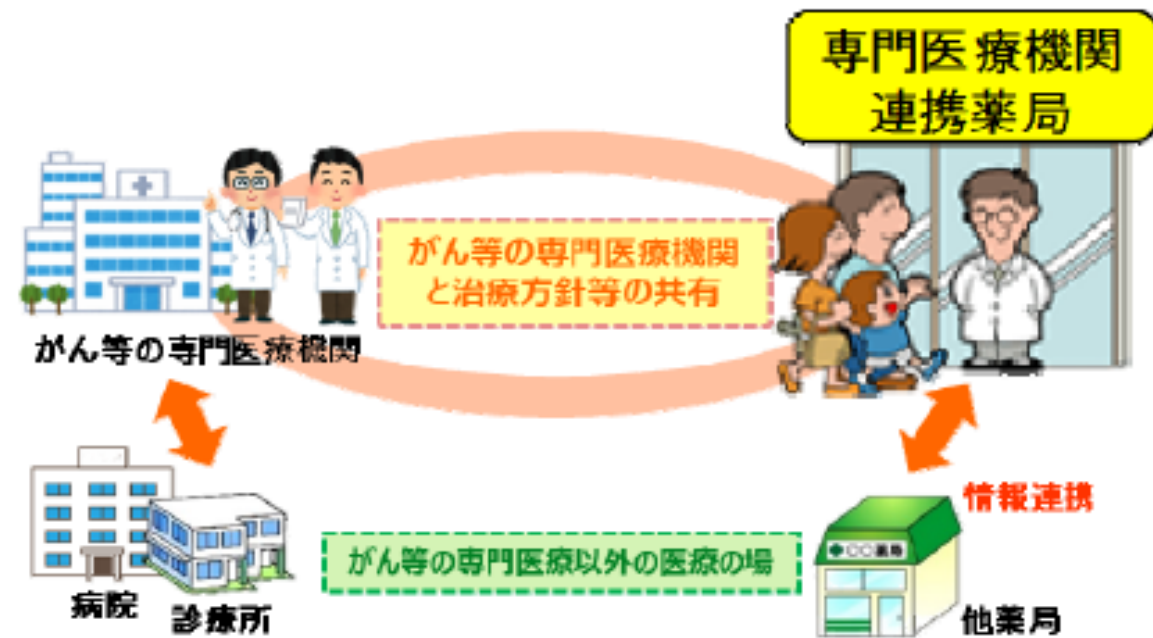 専門医療機関
連携薬局
がん等の専門医療機関
と治療方針等の共有
がん等の専門医療機関
情報連携
○○薬局
がん等の専門医療以外の医療の場
病院
診療所
他薬局